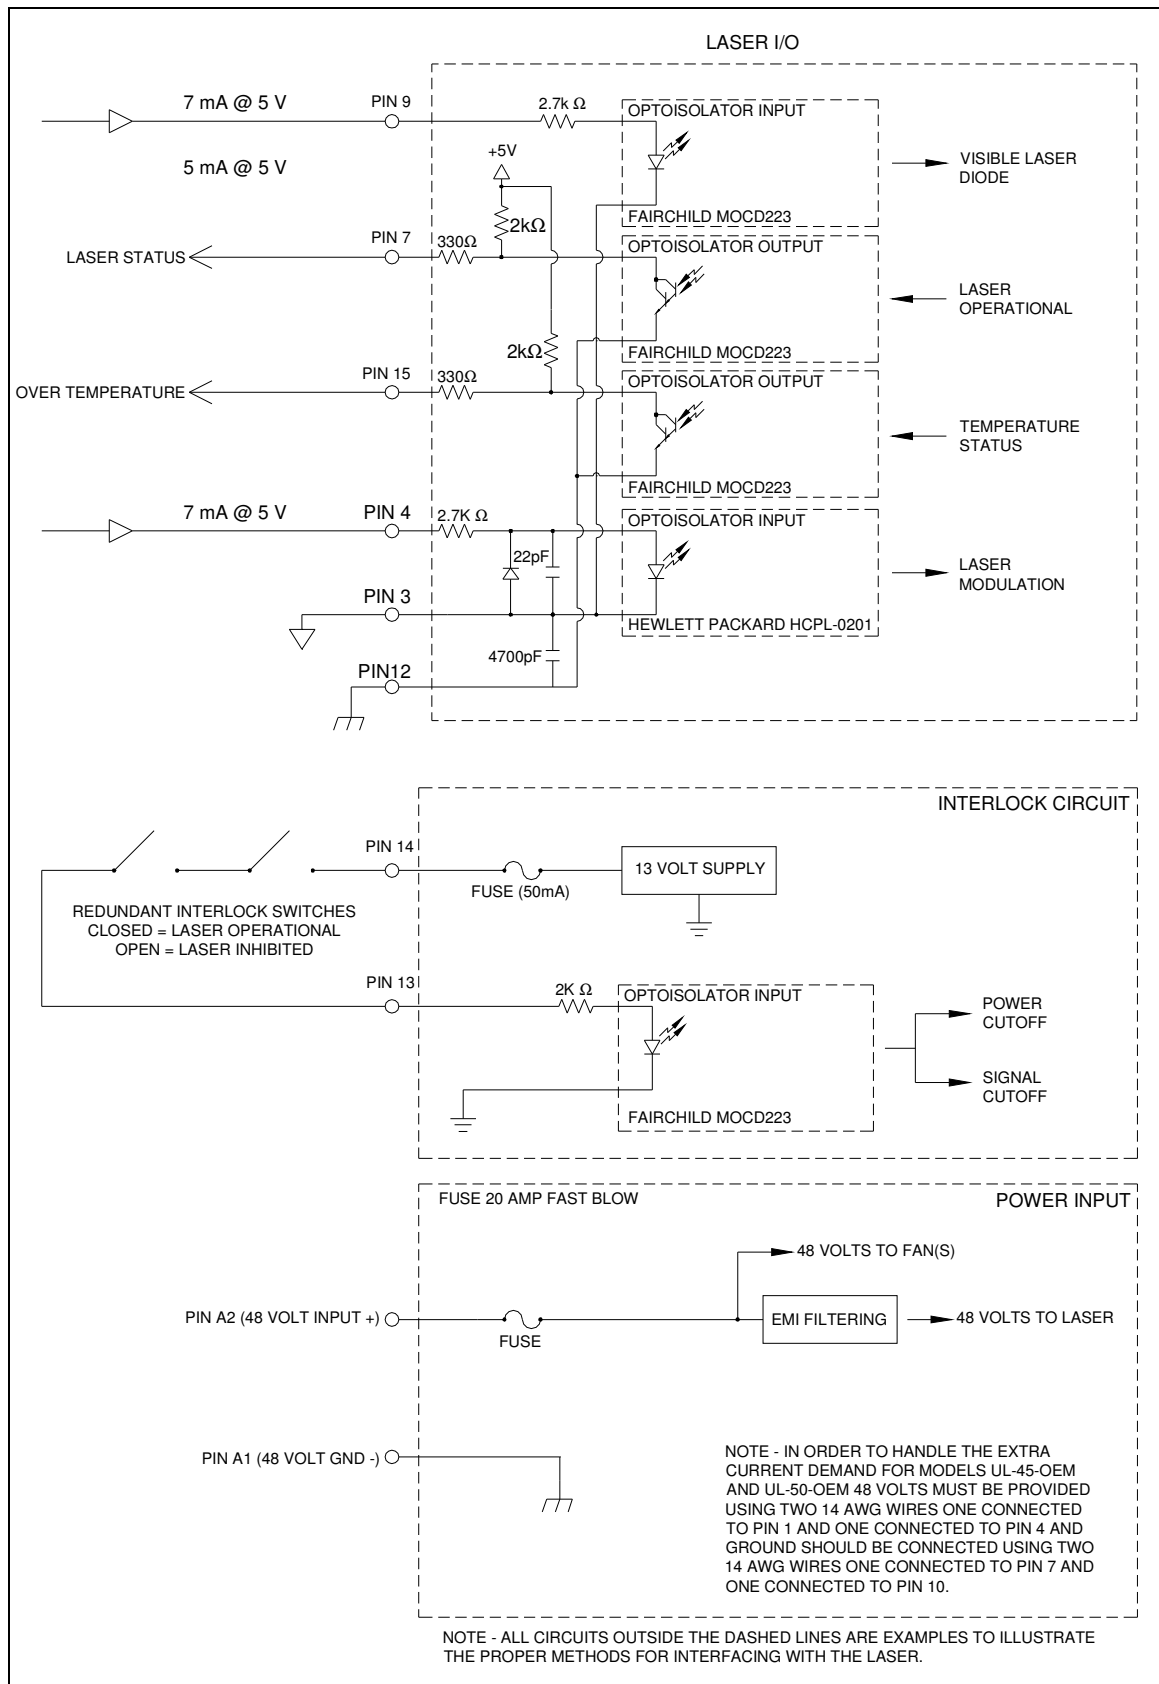 LASER I/O
7 mA @ 5 V
PIN 9
2.7k Ω
OPTOISOLATOR INPUT
5 mA @ 5 V
+5V
VISIBLE LASER
DIODE
2kΩ
FAIRCHILD MOCD223
LASER STATUS
PIN 7
330Ω
OPTOISOLATOR OUTPUT
LASER
OPERATIONAL
2kΩ
FAIRCHILD MOCD223
OVER TEMPERATURE
PIN 15
330Ω
OPTOISOLATOR OUTPUT
TEMPERATURE
STATUS
FAIRCHILD MOCD223
7 mA @ 5 V
PIN 4
2.7K Ω
OPTOISOLATOR INPUT
22pF
LASER
MODULATION
PIN 3
HEWLETT PACKARD HCPL-0201
4700pF
PIN12
INTERLOCK CIRCUIT
PIN 14
FUSE (50mA)
13 VOLT SUPPLY
REDUNDANT INTERLOCK SWITCHES
CLOSED = LASER OPERATIONAL
OPEN = LASER INHIBITED
PIN 13
2K Ω
OPTOISOLATOR INPUT
POWER
CUTOFF
SIGNAL
CUTOFF
FAIRCHILD MOCD223
FUSE 20 AMP FAST BLOW
POWER INPUT
48 VOLTS TO FAN(S)
PIN A2 (48 VOLT INPUT +)
FUSE
EMI FILTERING
48 VOLTS TO LASER
PIN A1 (48 VOLT GND -)
NOTE - IN ORDER TO HANDLE THE EXTRA
CURRENT DEMAND FOR MODELS UL-45-OEM
AND UL-50-OEM 48 VOLTS MUST BE PROVIDED
USING TWO 14 AWG WIRES ONE CONNECTED
TO PIN 1 AND ONE CONNECTED TO PIN 4 AND
GROUND SHOULD BE CONNECTED USING TWO
14 AWG WIRES ONE CONNECTED TO PIN 7 AND
ONE CONNECTED TO PIN 10.
NOTE - ALL CIRCUITS OUTSIDE THE DASHED LINES ARE EXAMPLES TO ILLUSTRATE
THE PROPER METHODS FOR INTERFACING WITH THE LASER.